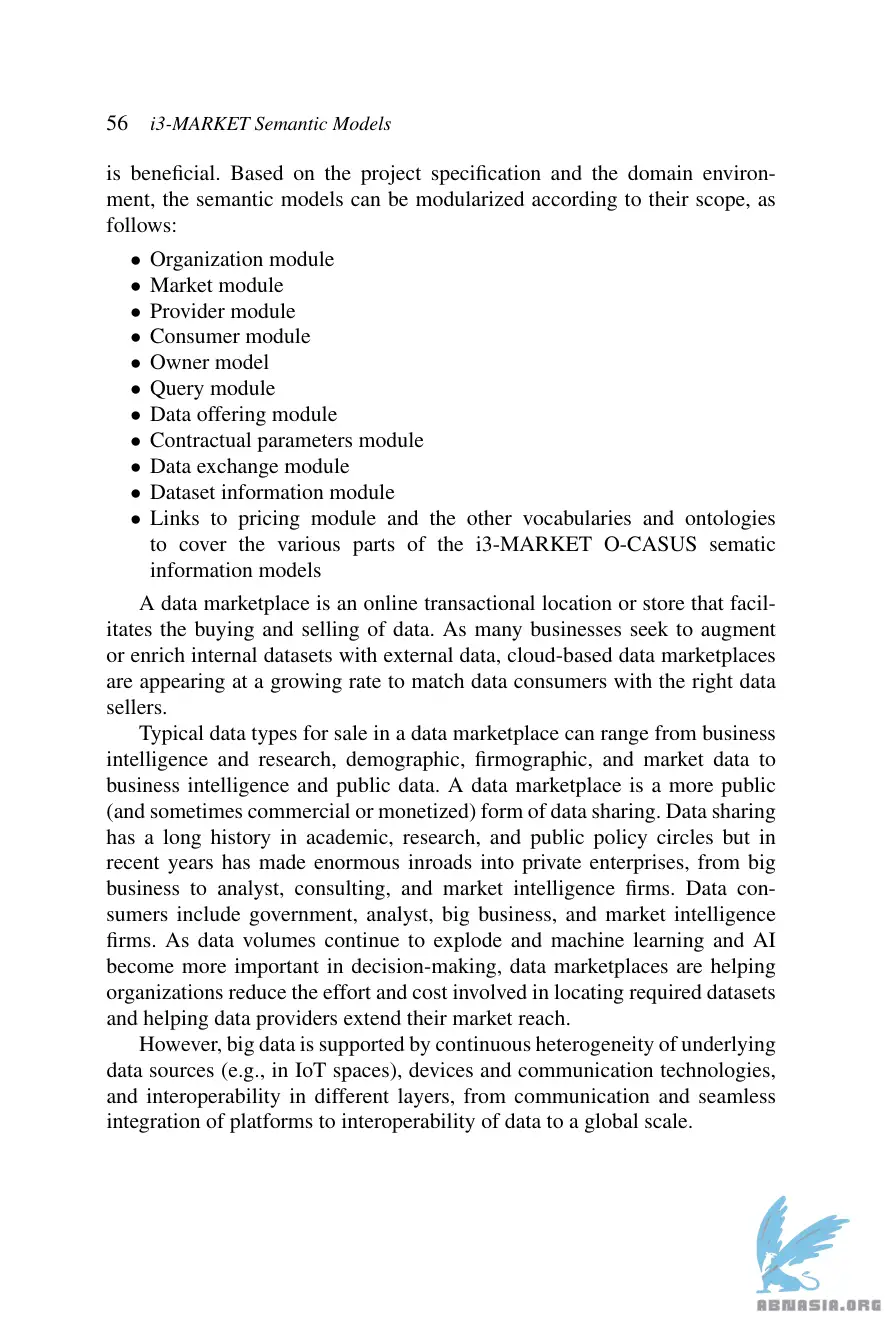 56 i3-MARKET Semantic Models
is beneficial. Based on the project specification and the domain environ-
ment, the semantic models can be modularized according to their scope, as
follows:
• Organization module
• Market module
• Provider module
• Consumer module
• Owner model
• Query module
• Data offering module
• Contractual parameters module
• Data exchange module
• Dataset information module
• Links to pricing module and the other vocabularies and ontologies
to cover the various parts of the i3-MARKET O-CASUS sematic
information models
A data marketplace is an online transactional location or store that facil-
itates the buying and selling of data. As many businesses seek to augment
or enrich internal datasets with external data, cloud-based data marketplaces
are appearing at a growing rate to match data consumers with the right data
sellers.
Typical data types for sale in a data marketplace can range from business
intelligence and research, demographic, firmographic, and market data to
business intelligence and public data. A data marketplace is a more public
(and sometimes commercial or monetized) form of data sharing. Data sharing
has a long history in academic, research, and public policy circles but in
recent years has made enormous inroads into private enterprises, from big
business to analyst, consulting, and market intelligence firms. Data con-
sumers include government, analyst, big business, and market intelligence
firms. As data volumes continue to explode and machine learning and AI
become more important in decision-making, data marketplaces are helping
organizations reduce the effort and cost involved in locating required datasets
and helping data providers extend their market reach.
However, big data is supported by continuous heterogeneity of underlying
data sources (e.g., in IoT spaces), devices and communication technologies,
and interoperability in different layers, from communication and seamless
integration of platforms to interoperability of data to a global scale.
ABNASIA.ORG